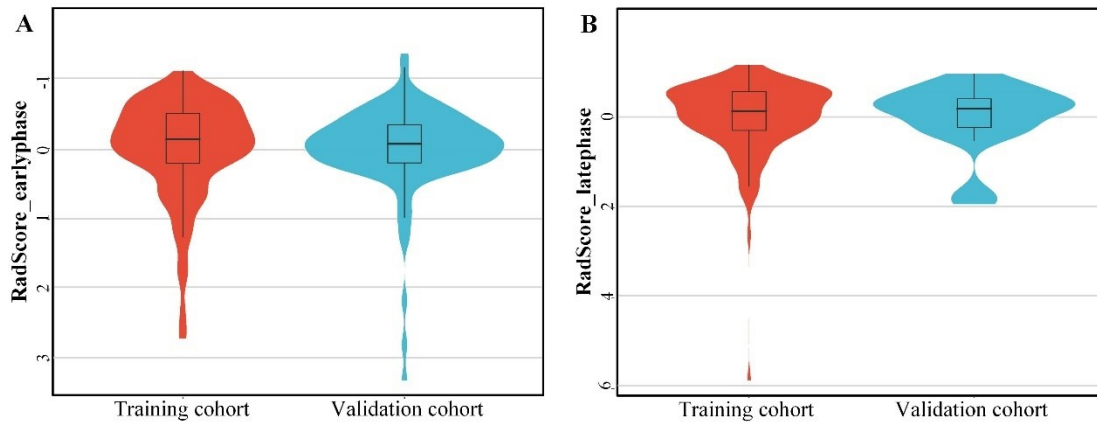 A
RadScore_earlyphase
-1
0
1
2
3
Training cohort
Validation cohort
B
RadScore_latephase
0
2
4
6
Training cohort
Validation cohort